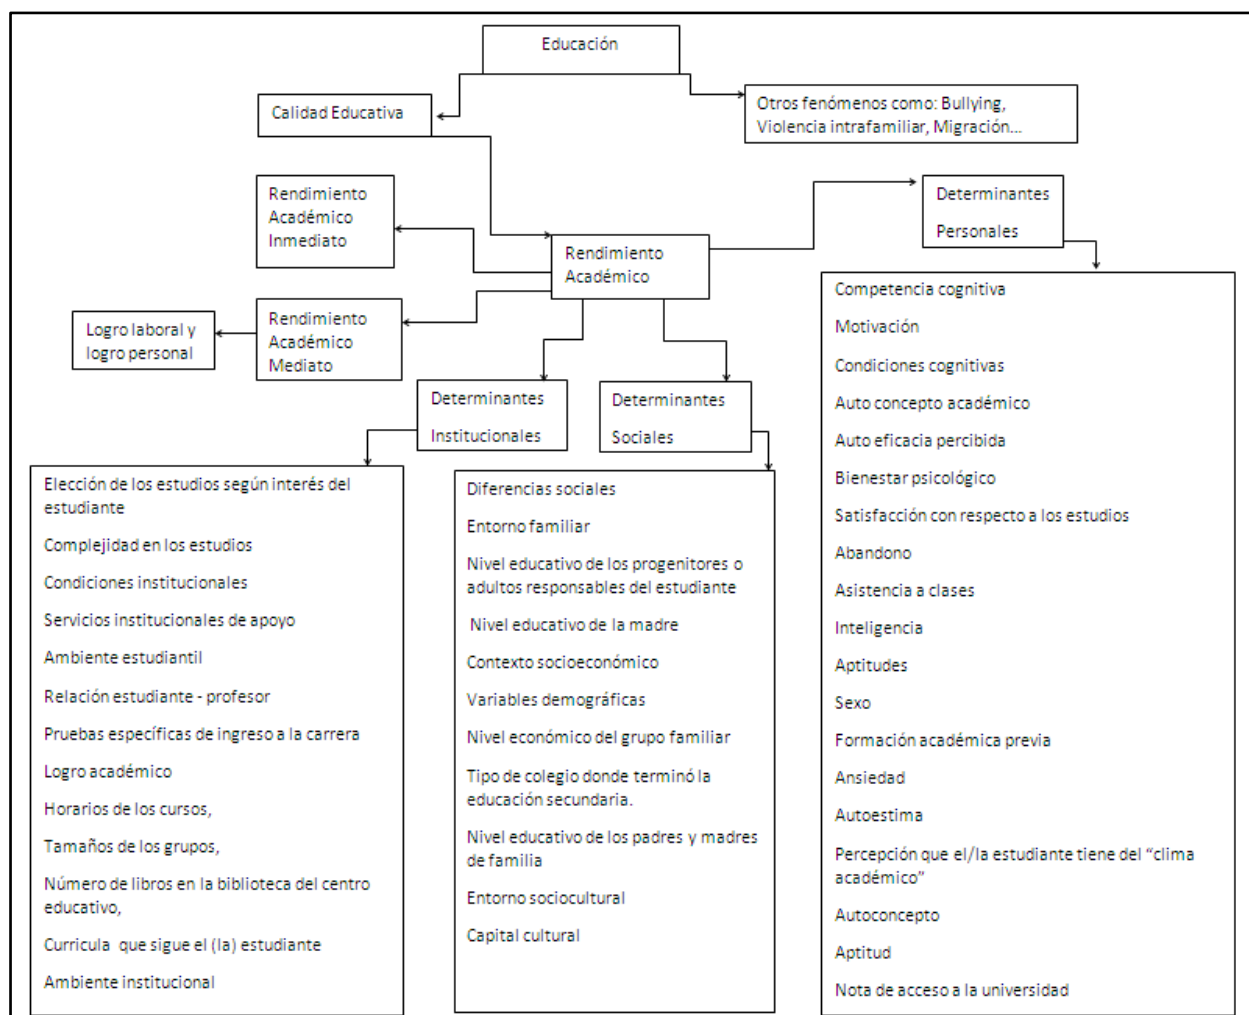 Educación
Calidad Educativa
Otros fenómenos como: Bullying,
Violencia intrafamiliar, Migración...
Rendimiento
Académico
Inmediato
Determinantes
Personales
Rendimiento
Académico
Logro laboral y
logro personal
Rendimiento
Académico
Mediato
Determinantes
Institucionales
Determinantes
Sociales
Elección de los estudios según interés del
estudiante
Complejidad en los estudios
Condiciones institucionales
Servicios institucionales de apoyo
Ambiente estudiantil
Relación estudiante - profesor
Pruebas específicas de ingreso a la carrera
Logro académico
Horarios de los cursos,
Tamaños de los grupos,
Número de libros en la biblioteca del centro
educativo,
Curricula que sigue el (la) estudiante
Ambiente institucional
Diferencias sociales
Entorno familiar
Nivel educativo de los progenitores o
adultos responsables del estudiante
Nivel educativo de la madre
Contexto socioeconómico
Variables demográficas
Nivel económico del grupo familiar
Tipo de colegio donde terminó la
educación secundaria.
Nivel educativo de los padres y madres
de familia
Entorno sociocultural
Capital cultural
Competencia cognitiva
Motivación
Condiciones cognitivas
Auto concepto académico
Auto eficacia percibida
Bienestar psicológico
Satisfacción con respecto a los estudios
Abandono
Asistencia a clases
Inteligencia
Aptitudes
Sexo
Formación académica previa
Ansiedad
Autoestima
Percepción que el/la estudiante tiene del “clima
académico”
Autoconcepto
Aptitud
Nota de acceso a la universidad